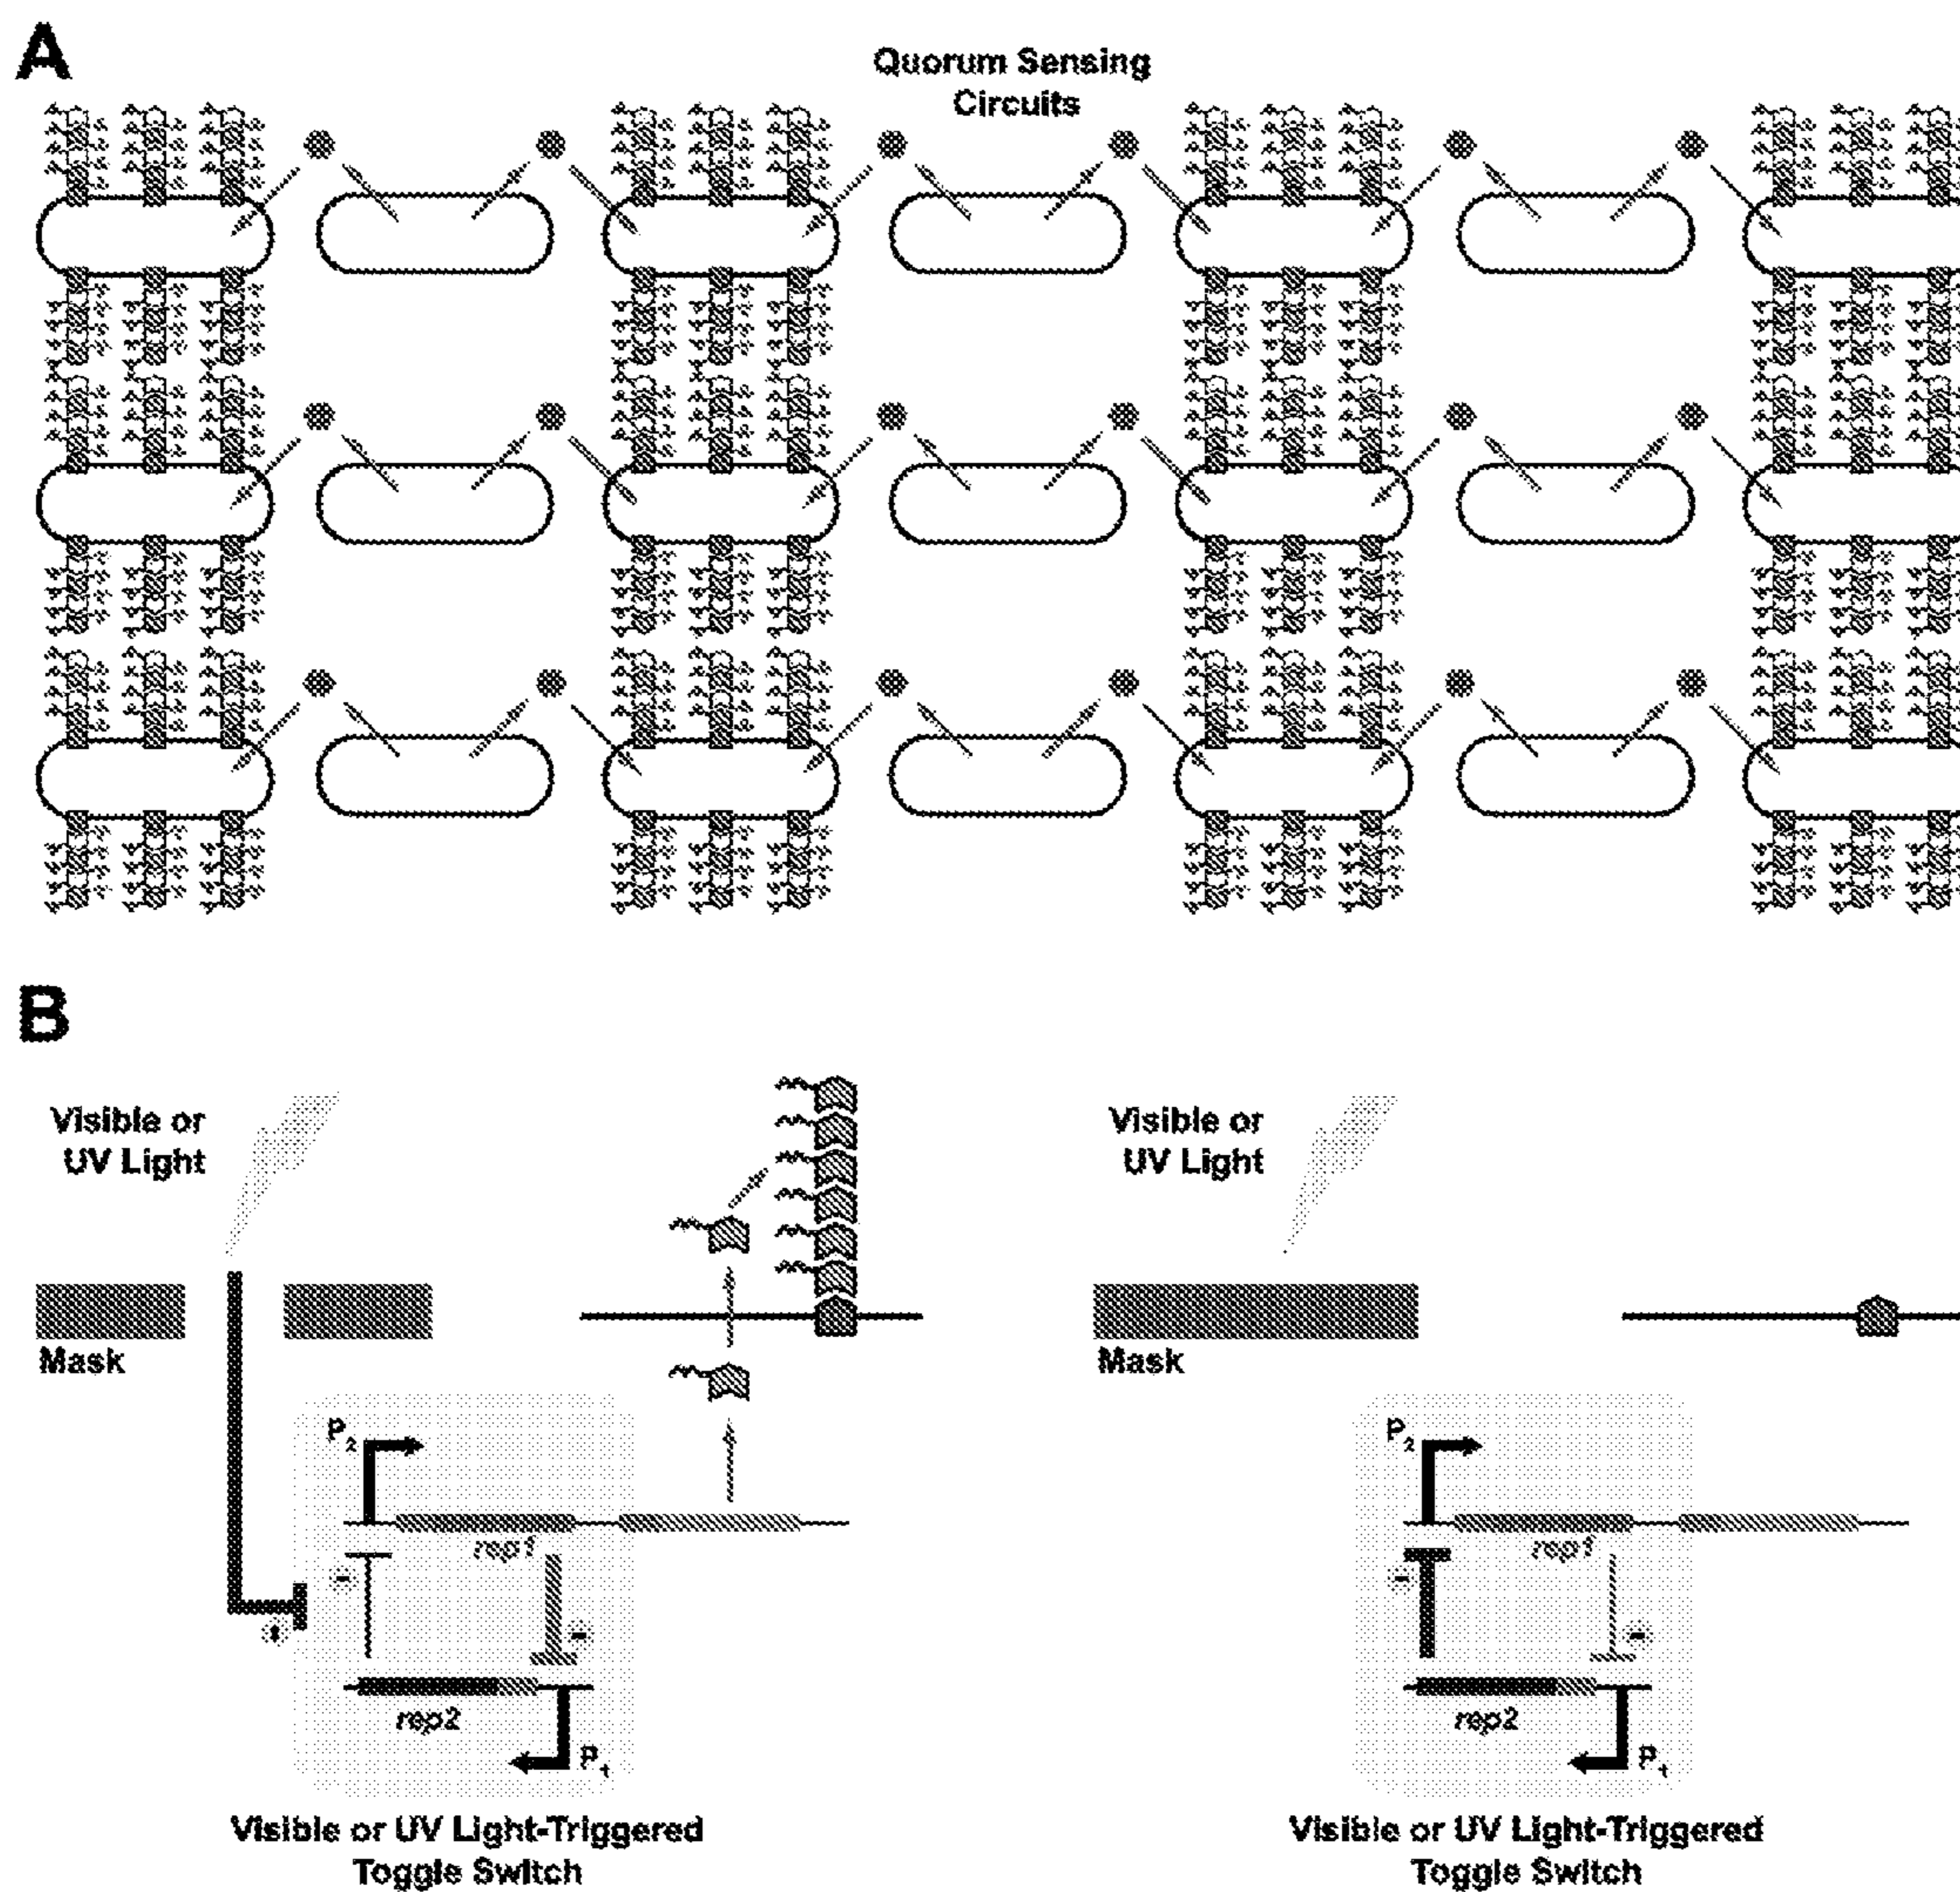 A
Quorum Sensing
Circuits
B
Visible or
UV Light
Mask
P2
rep1
-
-
+
rep2
P1
Visible or UV Light-Triggered
Toggle Switch
Visible or
UV Light
Mask
P2
rep1
-
-
rep2
P1
Visible or UV Light-Triggered
Toggle Switch